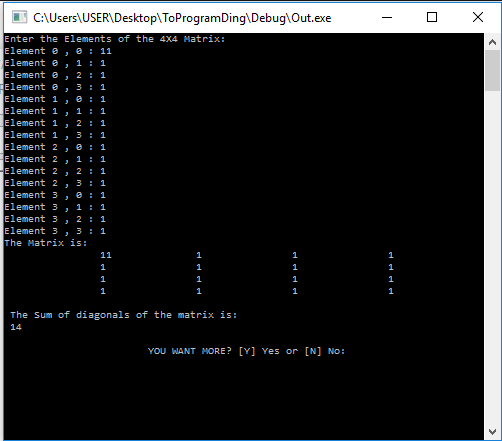 C:\Users\USER\Desktop\ToProgramDing\Debug\Out.exe
Enter the Elements of the 4X4 Matrix:
Element 0 , 0 : 11
Element 0 , 1 : 1
Element 0 , 2 : 1
Element 0 , 3 : 1
Element 1 , 0 : 1
Element 1 , 1 : 1
Element 1 , 2 : 1
Element 1 , 3 : 1
Element 2 , 0 : 1
Element 2 , 1 : 1
Element 2 , 2 : 1
Element 2 , 3 : 1
Element 3 , 0 : 1
Element 3 , 1 : 1
Element 3 , 2 : 1
Element 3 , 3 : 1
The Matrix is:
11 1 1 1
1 1 1 1
1 1 1 1
1 1 1 1
The Sum of diagonals of the matrix is:
14
YOU WANT MORE? [Y] Yes or [N] No: